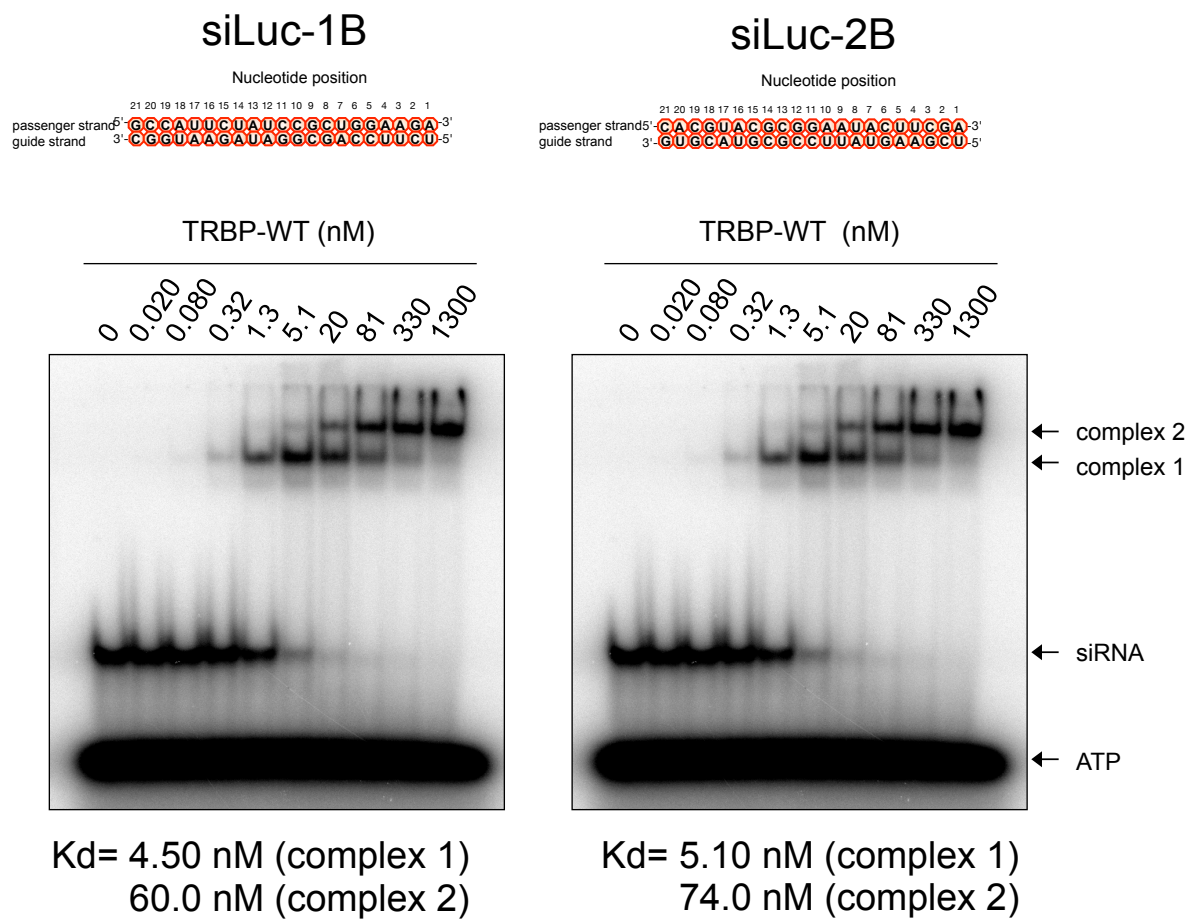 siLuc-1B
Nucleotide position
21 20 19 18 17 16 15 14 13 12 11 10 9 8 7 6 5 4 3 2 1
passenger strand 5'-GCCAUUCUAUCCGCUGGAAGA-3'
guide strand 3'-CGGUAAGAUAGGCGACCUUCU-5'
TRBP-WT (nM)
0 0.020 0.080 0.32 1.3 5.1 20 81 330 1300
Kd= 4.50 nM (complex 1)
60.0 nM (complex 2)
siLuc-2B
Nucleotide position
21 20 19 18 17 16 15 14 13 12 11 10 9 8 7 6 5 4 3 2 1
passenger strand5'-CACGUACGCGGAAUACUUCGA-3'
guide strand 3'-GUGCAUGCGCCUUAUGAAGCU-5'
TRBP-WT (nM)
0 0.020 0.080 0.32 1.3 5.1 20 81 330 1300
complex 2
complex 1
siRNA
ATP
Kd= 5.10 nM (complex 1)
74.0 nM (complex 2)